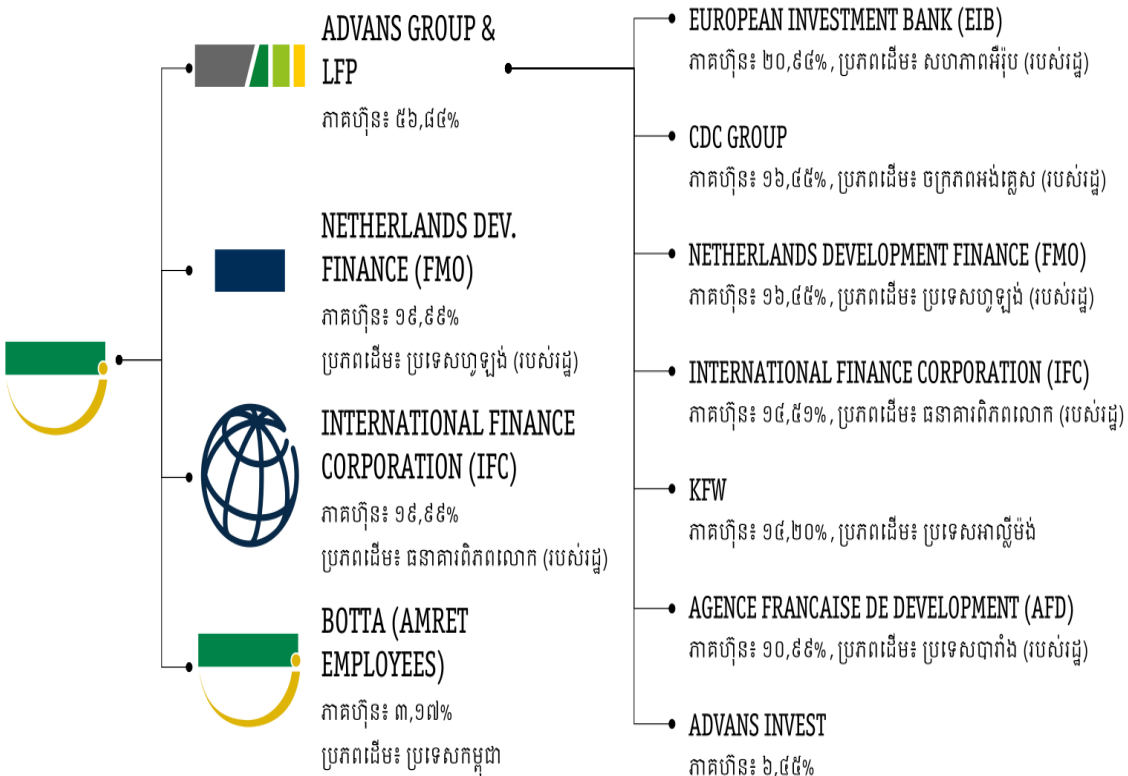 ADVANS GROUP &
LFP
ភាគហ៊ុន៖ ៥៦,៨៤%
NETHERLANDS DEV.
FINANCE (FMO)
ភាគហ៊ុន៖ ១៩,៩៩%
ប្រភពដើម៖ ប្រទេសហូឡង់ (របស់រដ្ឋ)
INTERNATIONAL FINANCE
CORPORATION (IFC)
ភាគហ៊ុន៖ ១៩,៩៩%
ប្រភពដើម៖ ធនាគារពិភពលោក (របស់រដ្ឋ)
BOTTA (AMRET
EMPLOYEES)
ភាគហ៊ុន៖ ៣,១៧%
ប្រភពដើម៖ ប្រទេសកម្ពុជា
EUROPEAN INVESTMENT BANK (EIB)
ភាគហ៊ុន៖ ២០,៩៤%, ប្រភពដើម៖ សហភាពអឺរ៉ុប (របស់រដ្ឋ)
CDC GROUP
ភាគហ៊ុន៖ ១៦,៤៥%, ប្រភពដើម៖ ចក្រភពអង់គ្លេស (របស់រដ្ឋ)
NETHERLANDS DEVELOPMENT FINANCE (FMO)
ភាគហ៊ុន៖ ១៦,៤៥%, ប្រភពដើម៖ ប្រទេសហូឡង់ (របស់រដ្ឋ)
INTERNATIONAL FINANCE CORPORATION (IFC)
ភាគហ៊ុន៖ ១៤,៥១%, ប្រភពដើម៖ ធនាគារពិភពលោក (របស់រដ្ឋ)
KFW
ភាគហ៊ុន៖ ១៤,២០%, ប្រភពដើម៖ ប្រទេសអាល្លឺម៉ង់
AGENCE FRANCAISE DE DEVELOPMENT (AFD)
ភាគហ៊ុន៖ ១០,៩៩%, ប្រភពដើម៖ ប្រទេសបារាំង (របស់រដ្ឋ)
ADVANS INVEST
ភាគហ៊ុន៖ ៦,៤៥%